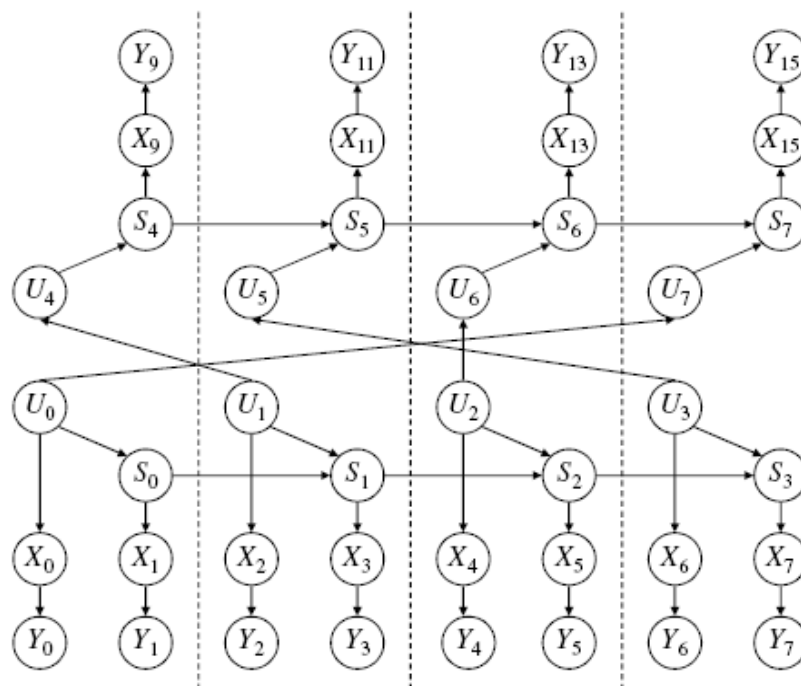 Y₉ Y₁₁ Y₁₃ Y₁₅
X₉ X₁₁ X₁₃ X₁₅
S₄ S₅ S₆ S₇
U₄ U₅ U₆ U₇
U₀ U₁ U₂ U₃
S₀ S₁ S₂ S₃
X₀ X₁ X₂ X₃ X₄ X₅ X₆ X₇
Y₀ Y₁ Y₂ Y₃ Y₄ Y₅ Y₆ Y₇